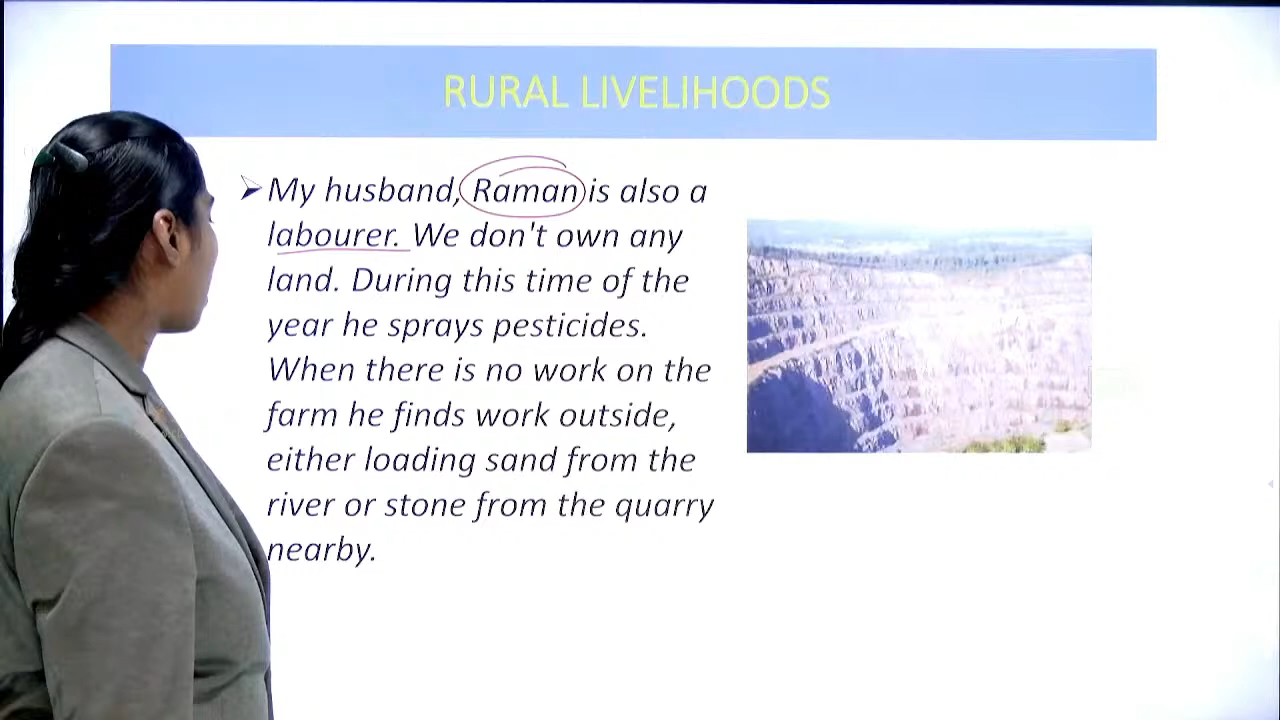 RURAL LIVELIHOODS
My husband, Raman is also a
labourer. We don't own any
land. During this time of the
year he sprays pesticides.
When there is no work on the
farm he finds work outside,
either loading sand from the
river or stone from the quarry
nearby.